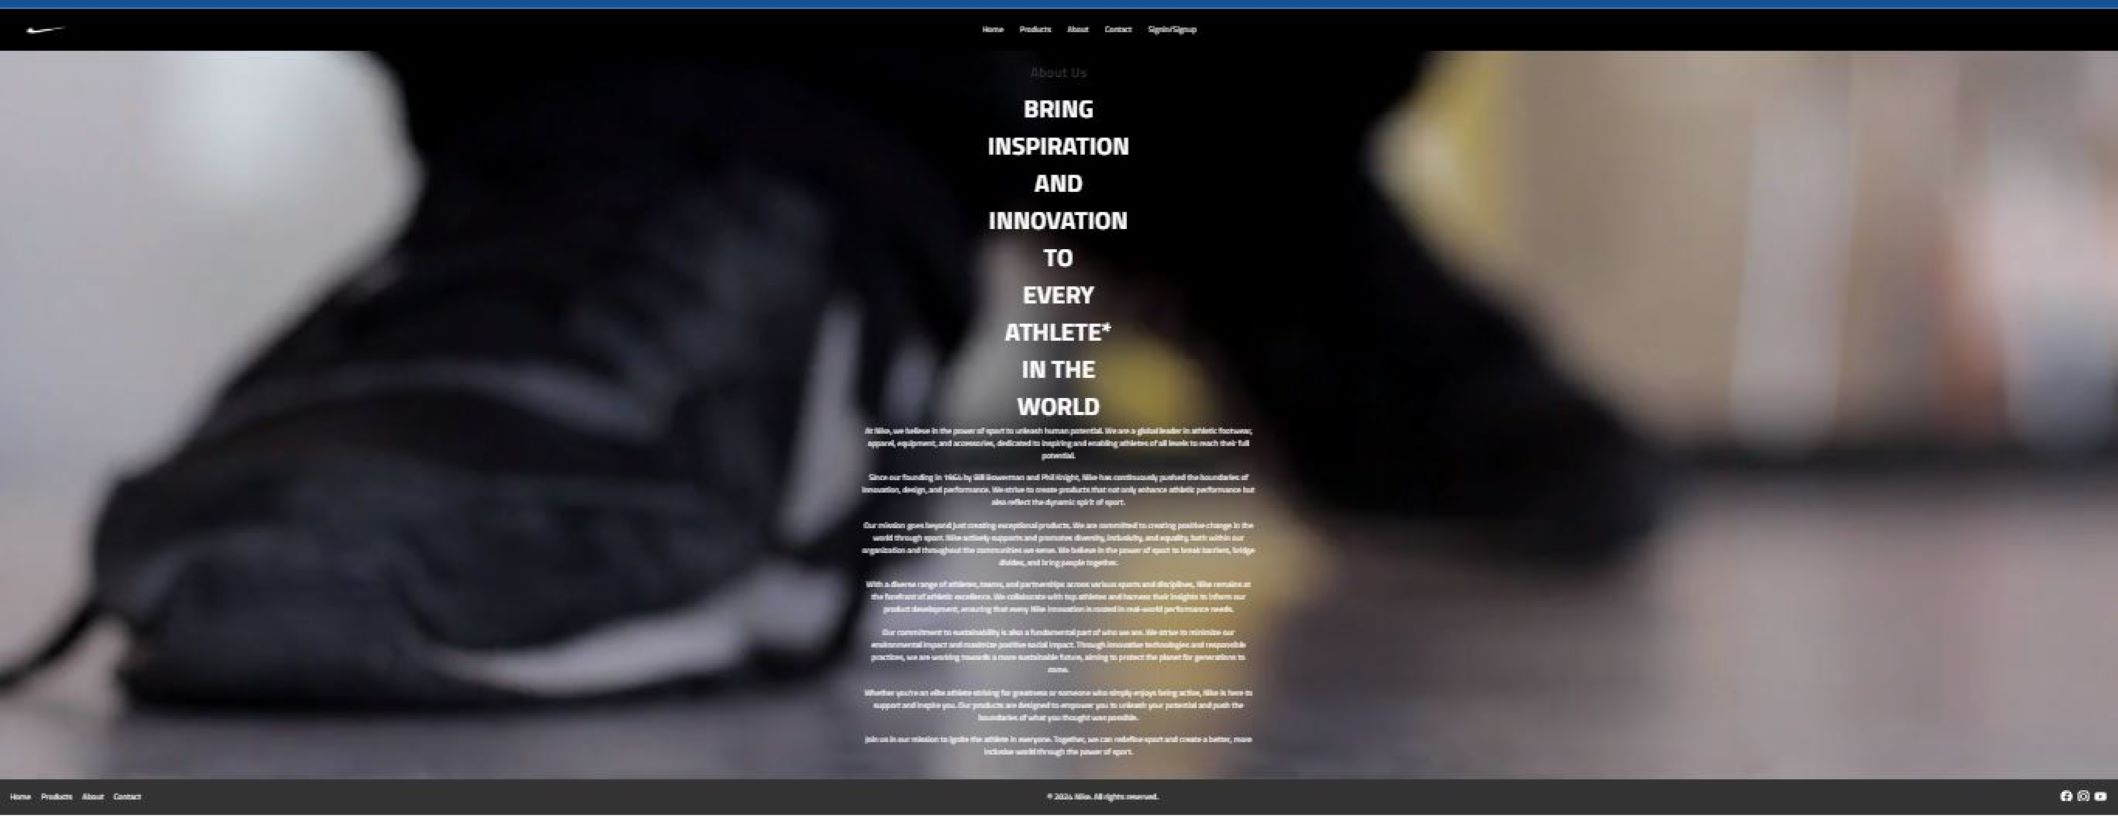 Home Products About Contact Signin/Signup
About Us
BRING
INSPIRATION
AND
INNOVATION
TO
EVERY
ATHLETE*
IN THE
WORLD
At Nike, we believe in the power of sport to unleash human potential. We are a global leader in athletic footwear,
apparel, equipment, and accessories, dedicated to inspiring and enabling athletes of all levels to reach their full
potential.
Since our founding in 1964 by Bill Bowerman and Phil Knight, Nike has continuously pushed the boundaries of
innovation, design, and performance. We strive to create products that not only enhance athletic performance but
also reflect the dynamic spirit of sport.
Our mission goes beyond just creating exceptional products. We are committed to creating positive change in the
world through sport. Nike actively supports and promotes diversity, inclusivity, and equality, both within our
organization and throughout the communities we serve. We believe in the power of sport to break barriers, bridge
divides, and bring people together.
With a diverse range of athletes, teams, and partnerships across various sports and disciplines, Nike remains at
the forefront of athletic excellence. We collaborate with top athletes and harness their insights to inform our
product development, ensuring that every Nike innovation is rooted in real-world performance needs.
Our commitment to sustainability is also a fundamental part of who we are. We strive to minimize our
environmental impact and maximize positive social impact. Through innovative technologies and responsible
practices, we are working towards a more sustainable future, aiming to protect the planet for generations to
come.
Whether you're an elite athlete striving for greatness or someone who simply enjoys being active, Nike is here to
support and inspire you. Our products are designed to empower you to unleash your potential and push the
boundaries of what you thought was possible.
Join us in our mission to ignite the athlete in everyone. Together, we can redefine sport and create a better, more
inclusive world through the power of sport.
Home Products About Contact
© 2024 Nike. All rights reserved.